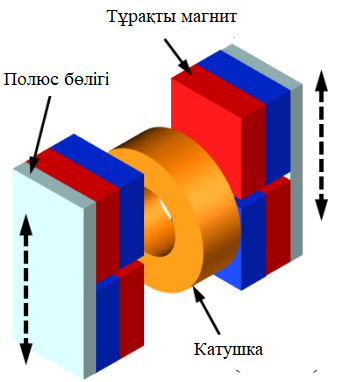 Тұрақты магнит
Полюс бөлігі
Катушка